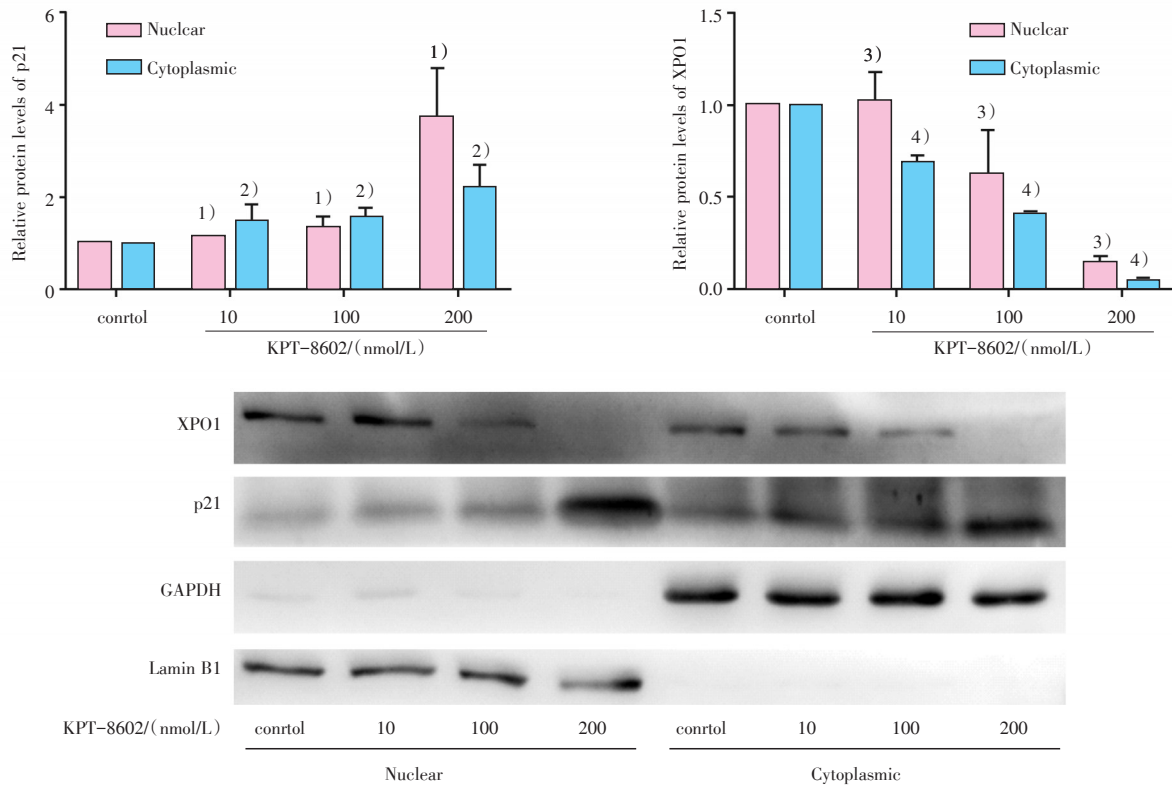 Relative protein levels of p21
6
4
2
0
Nuclcar
Cytoplasmic
1)
2)
1)
2)
1)
2)
conrtol
10
100
200
KPT-8602/(nmol/L)
Relative protein levels of XPO1
1.5
1.0
0.5
0.0
Nuclcar
Cytoplasmic
3)
4)
3)
4)
3)
4)
conrtol
10
100
200
KPT-8602/(nmol/L)
XPO1
p21
GAPDH
Lamin B1
KPT-8602/(nmol/L) conrtol 10 100 200 conrtol 10 100 200
Nuclear Cytoplasmic